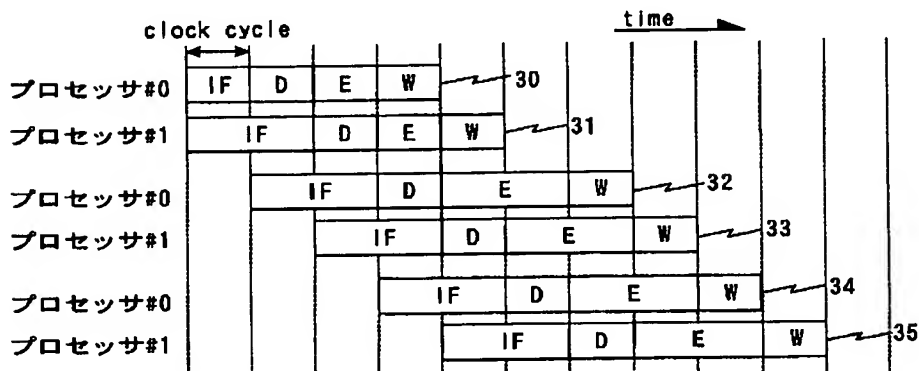 time
clock cycle
プロセッサ#0 IF D E W 30
プロセッサ#1 IF D E W 31
プロセッサ#0 IF D E W 32
プロセッサ#1 IF D E W 33
プロセッサ#0 IF D E W 34
プロセッサ#1 IF D E W 35